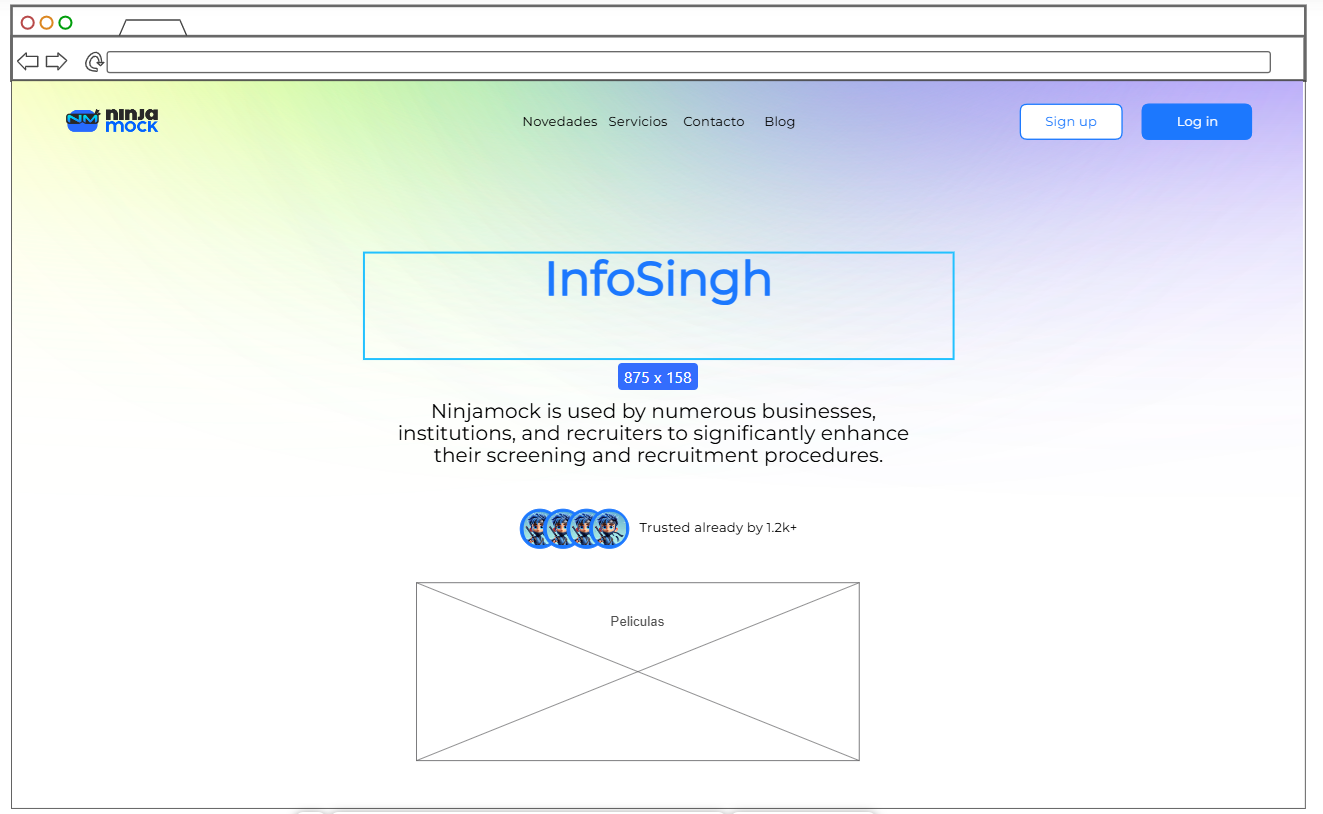 NM ninja
mock
Novedades Servicios Contacto Blog
Sign up
Log in
InfoSingh
875 x 158
Ninjamock is used by numerous businesses,
institutions, and recruiters to significantly enhance
their screening and recruitment procedures.
Trusted already by 1.2k+
Peliculas